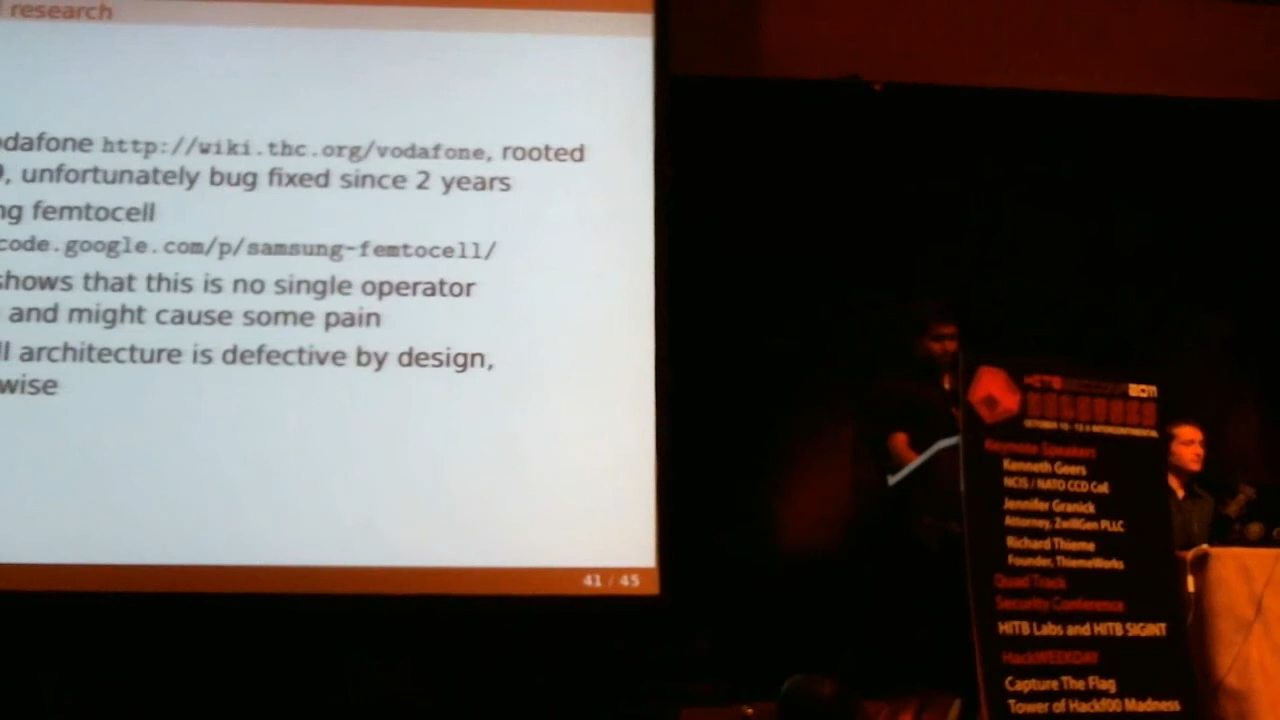 research
odafone http://wiki.thc.org/vodafone, rooted
9, unfortunately bug fixed since 2 years
ng femtocell
code.google.com/p/samsung-femtocell/
shows that this is no single operator
and might cause some pain
ll architecture is defective by design,
wise
41 / 45
Keynote Speakers
Kenneth Geers
NCIS / NATO CCD CoE
Jennifer Granick
Attorney, ZwillGen PLLC
Richard Thieme
Founder, ThiemeWorks
Quad Track
Security Conference
HITB Labs and HITB SIGINT
HackWEEKDAY
Capture The Flag
Tower of Hackf00 Madness